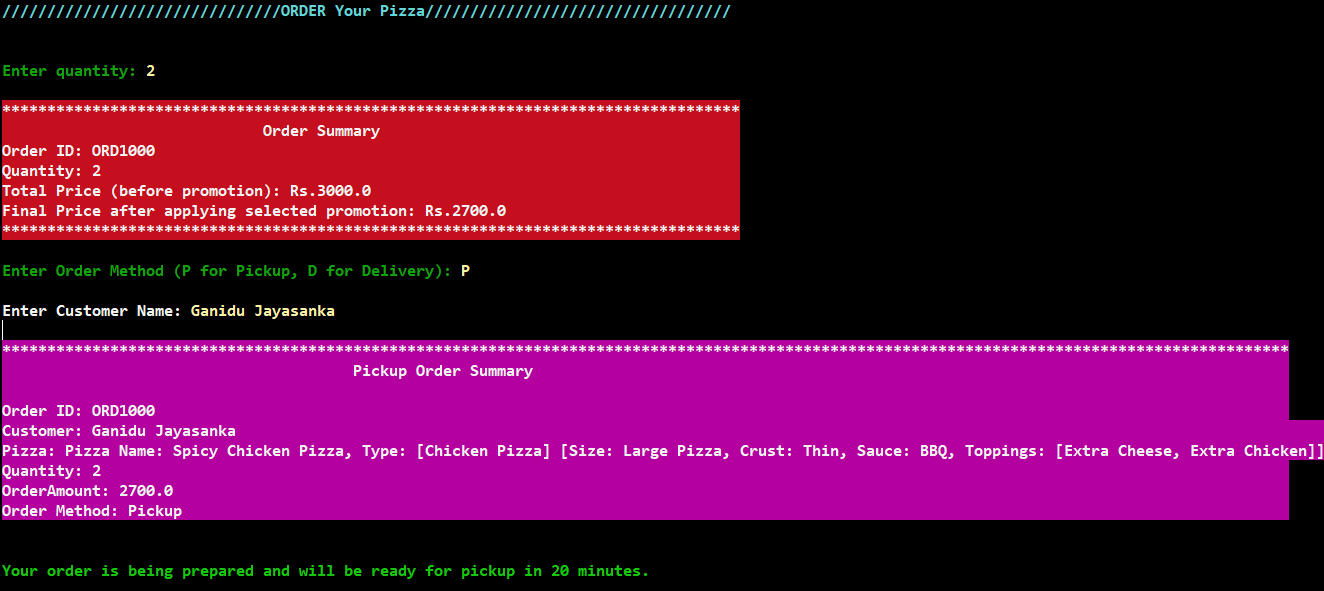 ///////////////////////////////ORDER Your Pizza//////////////////////////////////
Enter quantity: 2
**********************************************************************************
Order Summary
Order ID: ORD1000
Quantity: 2
Total Price (before promotion): Rs.3000.0
Final Price after applying selected promotion: Rs.2700.0
**********************************************************************************
Enter Order Method (P for Pickup, D for Delivery): P
Enter Customer Name: Ganidu Jayasanka
***********************************************************************************************************************************************
Pickup Order Summary
Order ID: ORD1000
Customer: Ganidu Jayasanka
Pizza: Pizza Name: Spicy Chicken Pizza, Type: [Chicken Pizza] [Size: Large Pizza, Crust: Thin, Sauce: BBQ, Toppings: [Extra Cheese, Extra Chicken]]
Quantity: 2
OrderAmount: 2700.0
Order Method: Pickup
Your order is being prepared and will be ready for pickup in 20 minutes.